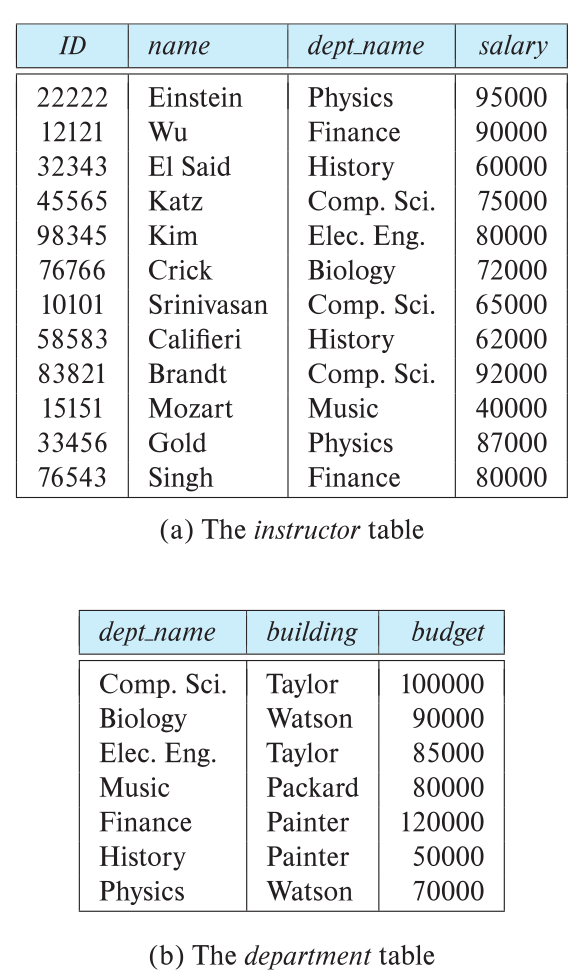 ID name dept_name salary
22222 Einstein Physics 95000
12121 Wu Finance 90000
32343 El Said History 60000
45565 Katz Comp. Sci. 75000
98345 Kim Elec. Eng. 80000
76766 Crick Biology 72000
10101 Srinivasan Comp. Sci. 65000
58583 Califieri History 62000
83821 Brandt Comp. Sci. 92000
15151 Mozart Music 40000
33456 Gold Physics 87000
76543 Singh Finance 80000
(a) The instructor table
dept_name building budget
Comp. Sci. Taylor 100000
Biology Watson 90000
Elec. Eng. Taylor 85000
Music Packard 80000
Finance Painter 120000
History Painter 50000
Physics Watson 70000
(b) The department table